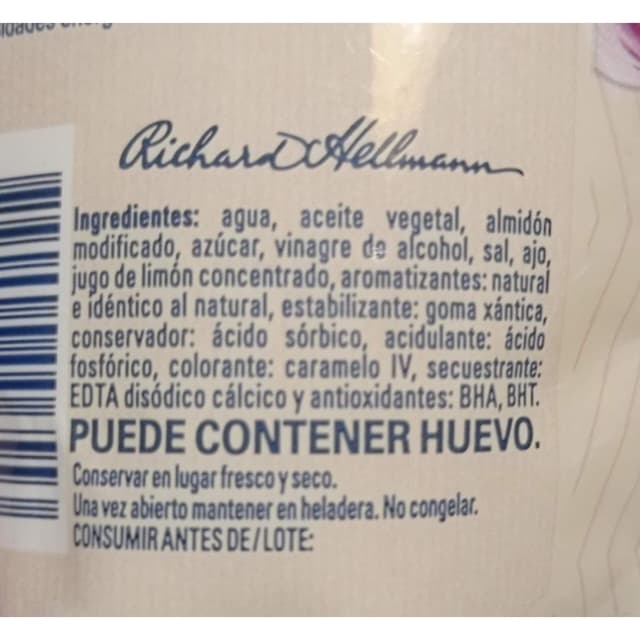 Richard Hellmann
Ingredientes: agua, aceite vegetal, almidón
modificado, azúcar, vinagre de alcohol, sal, ajo,
jugo de limón concentrado, aromatizantes: natural
e idéntico al natural, estabilizante: goma xántica,
conservador: ácido sórbico, acidulante: ácido
fosfórico, colorante: caramelo IV, secuestrante:
EDTA disódico cálcico y antioxidantes: BHA, BHT.
PUEDE CONTENER HUEVO.
Conservar en lugar fresco y seco.
Una vez abierto mantener en heladera. No congelar.
CONSUMIR ANTES DE/LOTE: